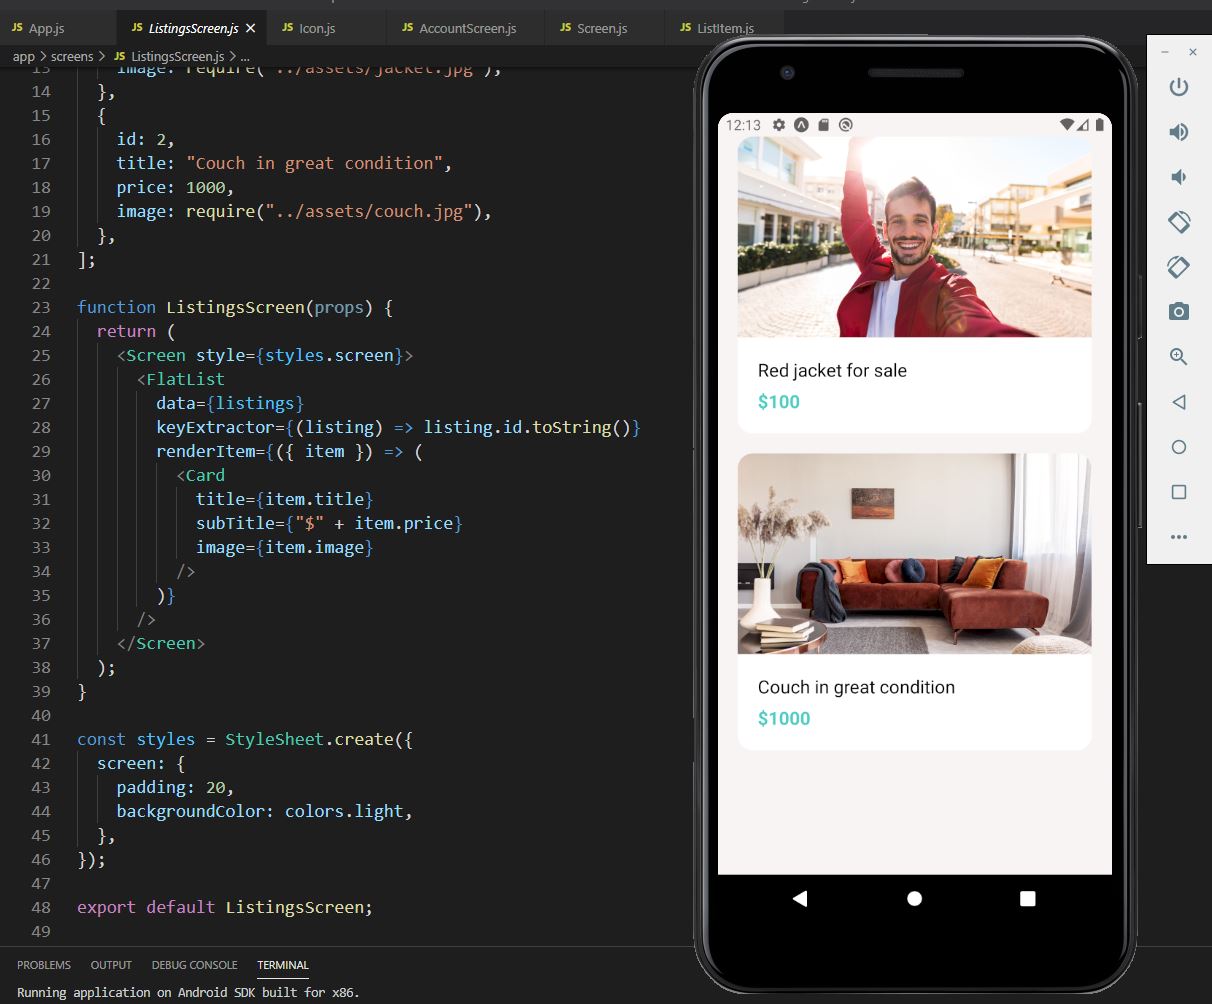 JS App.js
JS ListingsScreen.js ×
JS Icon.js
JS AccountScreen.js
JS Screen.js
JS ListItem.js
app > screens > JS ListingsScreen.js > ...
13 image: require("../assets/jacket.jpg"),
14 },
15 {
16 id: 2,
17 title: "Couch in great condition",
18 price: 1000,
19 image: require("../assets/couch.jpg"),
20 },
21 ];
22
23 function ListingsScreen(props) {
24 return (
25 <Screen style={styles.screen}>
26 <FlatList
27 data={listings}
28 keyExtractor={(listing) => listing.id.toString()}
29 renderItem={({ item }) => (
30 <Card
31 title={item.title}
32 subTitle={"$" + item.price}
33 image={item.image}
34 />
35 )}
36 />
37 </Screen>
38 );
39 }
40
41 const styles = StyleSheet.create({
42 screen: {
43 padding: 20,
44 backgroundColor: colors.light,
45 },
46 });
47
48 export default ListingsScreen;
49
PROBLEMS OUTPUT DEBUG CONSOLE TERMINAL
Running application on Android SDK built for x86.
12:13
Red jacket for sale
$100
Couch in great condition
$1000